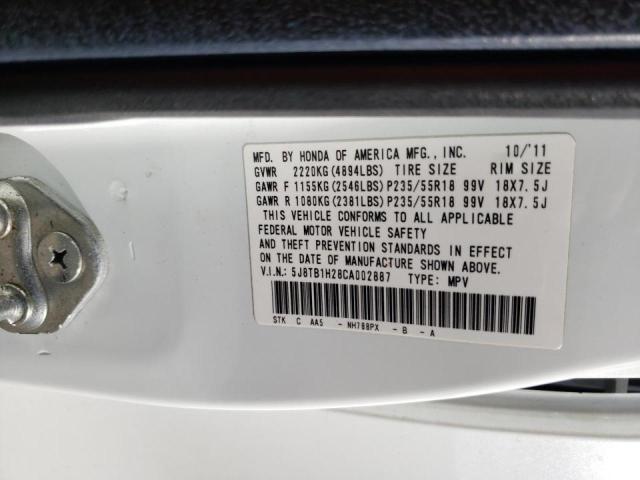 MFD. BY HONDA OF AMERICA MFG., INC. 10/'11
GVWR 2220KG(4894LBS) TIRE SIZE RIM SIZE
GAWR F 1155KG(2546LBS)P235/55R18 99V 18X7.5J
GAWR R 1080KG(2381LBS)P235/55R18 99V 18X7.5J
THIS VEHICLE CONFORMS TO ALL APPLICABLE
FEDERAL MOTOR VEHICLE SAFETY
AND THEFT PREVENTION STANDARDS IN EFFECT
ON THE DATE OF MANUFACTURE SHOWN ABOVE.
V.I.N.: 5J8TB1H28CA002887 TYPE: MPV
STK C AA5 - NH788PX - B - A